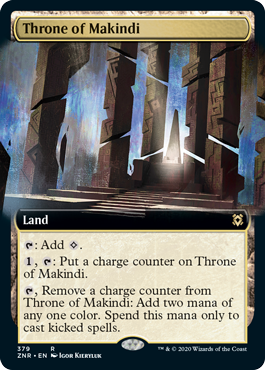 Throne of Makindi
Land
: Add .
1, : Put a charge counter on Throne
of Makindi.
, Remove a charge counter from
Throne of Makindi: Add two mana of
any one color. Spend this mana only to
cast kicked spells.
379 R
ZNR • EN IGOR KIERYLUK
™ & © 2020 Wizards of the Coast